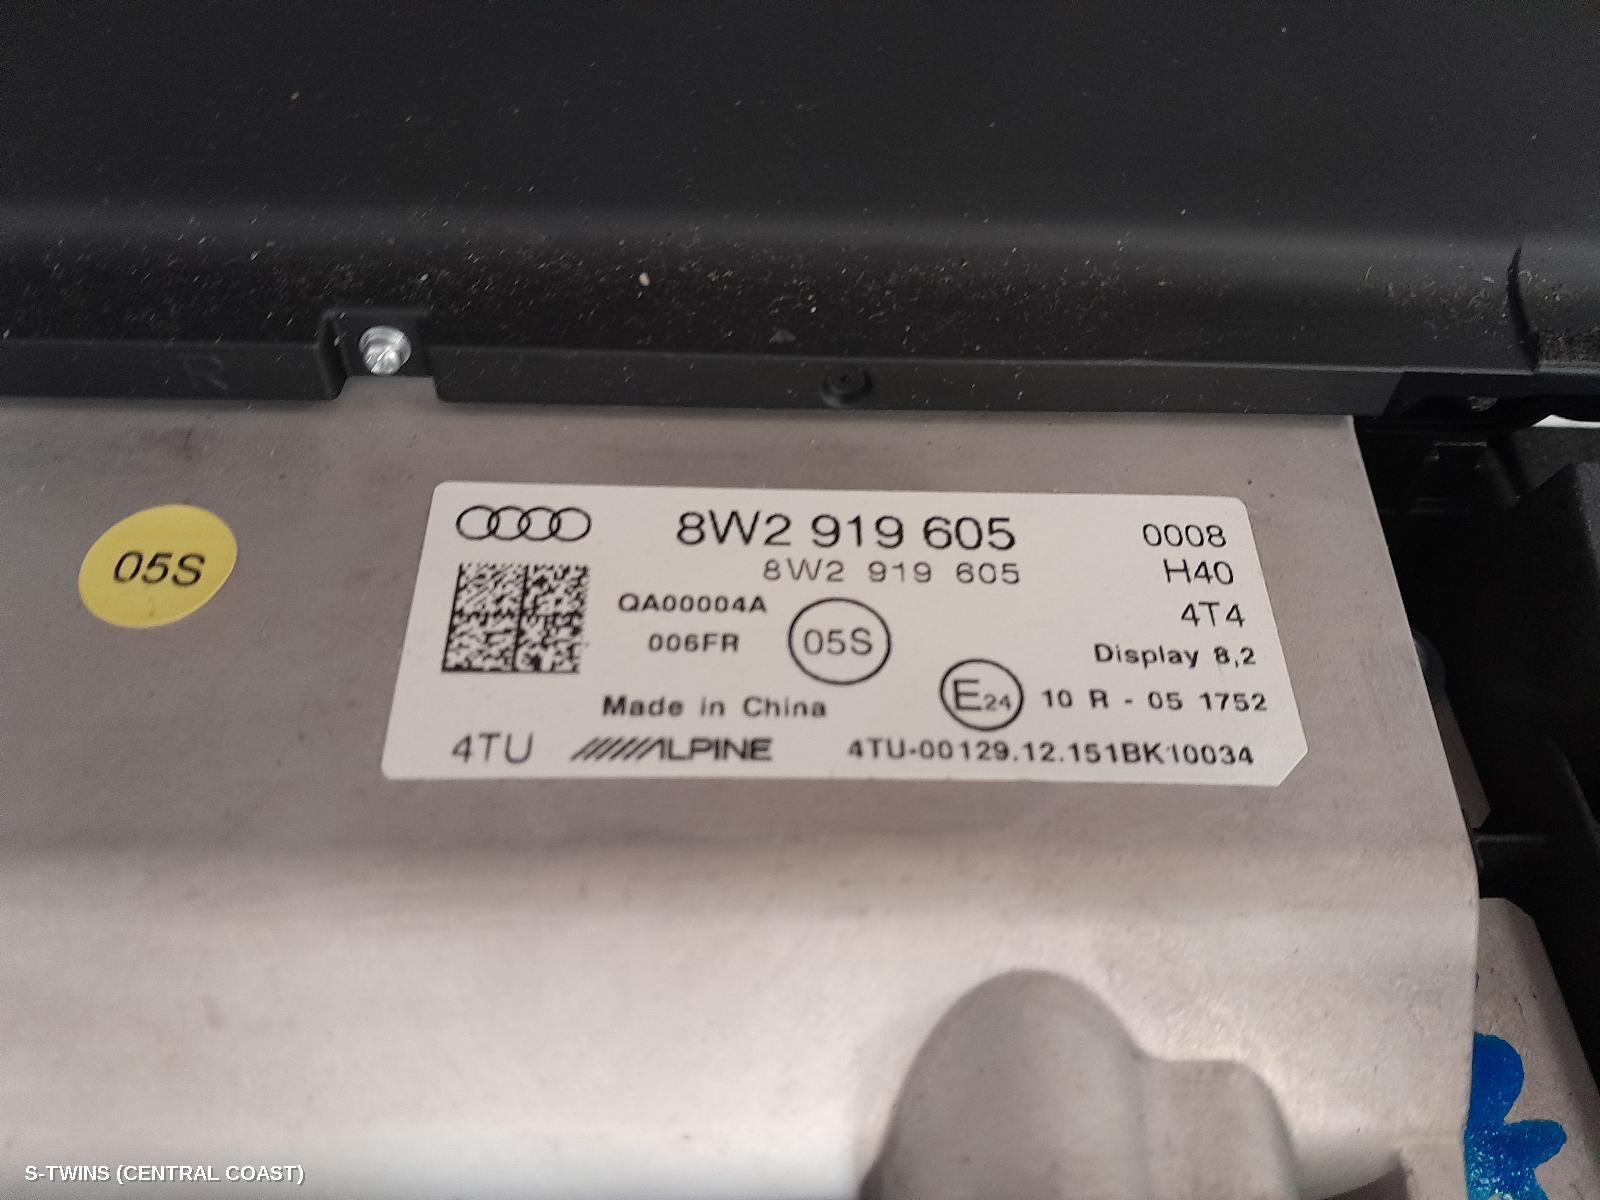 R
05S
8W2 919 605
8W2 919 605
0008
H40
4T4
QA00004A
006FR
05S
Display 8,2
E24 10 R - 05 1752
Made in China
4TU ALPINE 4TU-00129.12.151BK10034
S-TWINS (CENTRAL COAST)